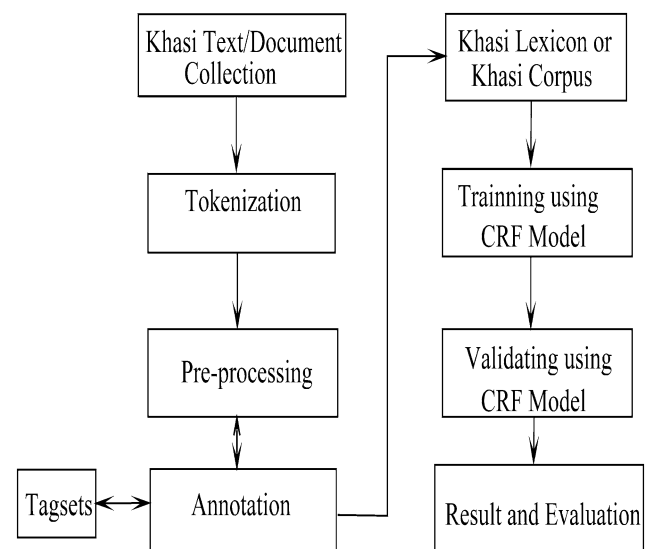 Khasi Text/Document
Collection
Tokenization
Pre-processing
Tagsets
Annotation
Khasi Lexicon or
Khasi Corpus
Trainning using
CRF Model
Validating using
CRF Model
Result and Evaluation